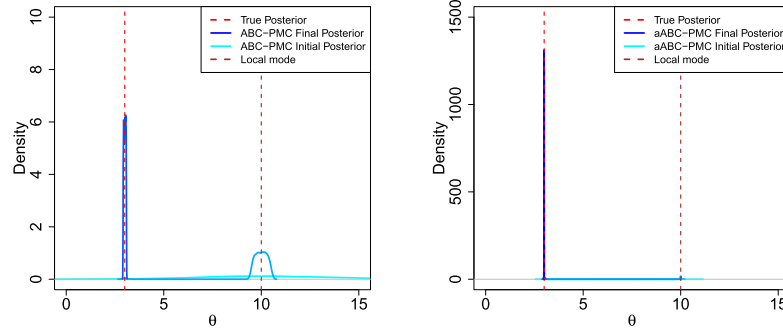 True Posterior
ABC−PMC Final Posterior
ABC−PMC Initial Posterior
Local mode
Density
0 2 4 6 8 10
0 5 10 15
θ
True Posterior
aABC−PMC Final Posterior
aABC−PMC Initial Posterior
Local mode
Density
0 500 1000 1500
0 5 10 15
θ